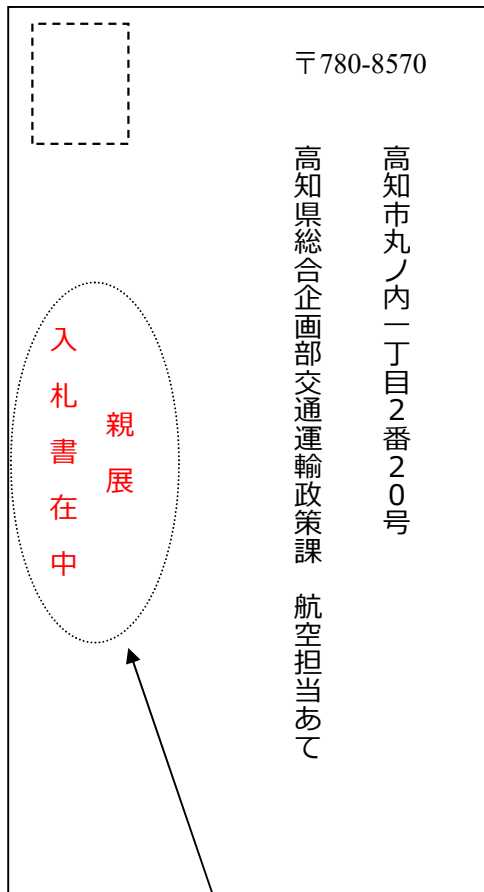 〒780-8570
高知市丸ノ内一丁目2番20号
高知県総合企画部交通運輸政策課　航空担当あて
親展
入札書在中